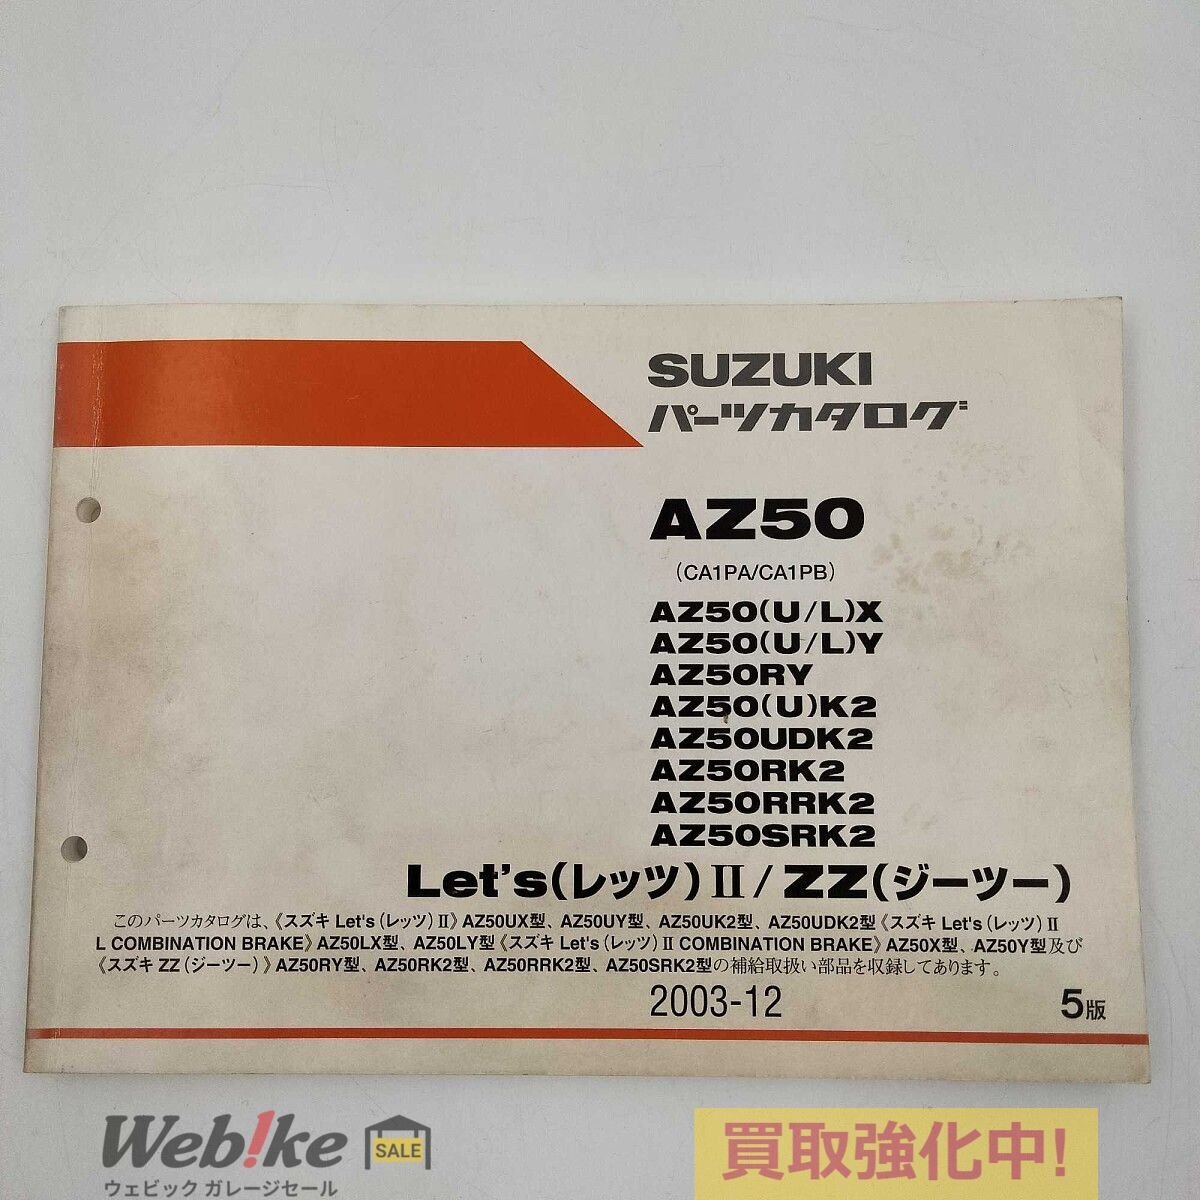 SUZUKI
パーツカタログ
AZ50
(CA1PA/CA1PB)
AZ50(U/L)X
AZ50(U/L)Y
AZ50RY
AZ50(U)K2
AZ50UDK2
AZ50RK2
AZ50RRK2
AZ50SRK2
Let's(レッツ)Ⅱ/ZZ(ジーツー)
このパーツカタログは、《スズキ Let's(レッツ)Ⅱ》AZ50UX型、AZ50UY型、AZ50UK2型、AZ50UDK2型《スズキ Let's(レッツ)Ⅱ
L COMBINATION BRAKE》AZ50LX型、AZ50LY型《スズキ Let's(レッツ)Ⅱ COMBINATION BRAKE》AZ50X型、AZ50Y型及び
《スズキ ZZ(ジーツー)》AZ50RY型、AZ50RK2型、AZ50RRK2型、AZ50SRK2型の補給取扱い部品を収録してあります。
2003-12 5版
Web!ke SALE
ウェビック ガレージセール
買取強化中!